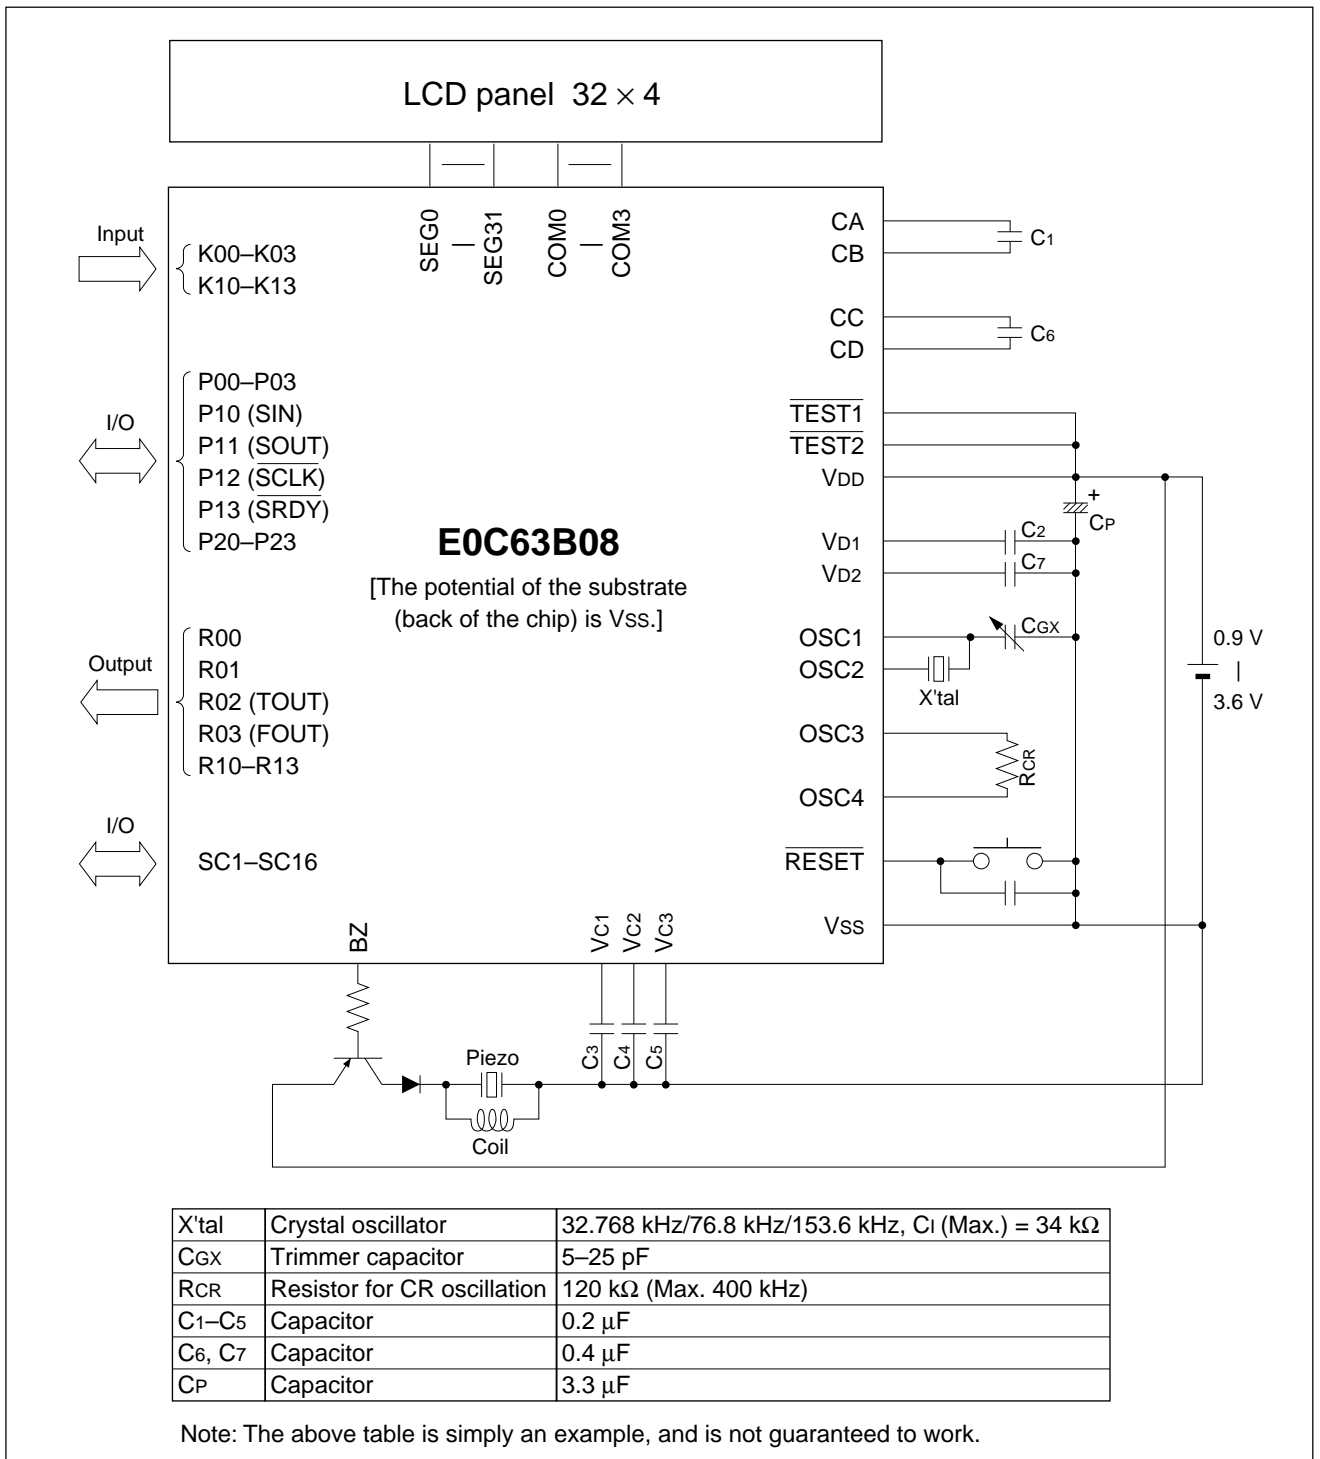 LCD panel 32 × 4
SEG0
SEG31
COM0
COM3
Input
K00–K03
K10–K13
I/O
P00–P03
P10 (SIN)
P11 (SOUT)
P12 (SCLK)
P13 (SRDY)
P20–P23
Output
R00
R01
R02 (TOUT)
R03 (FOUT)
R10–R13
I/O
SC1–SC16
E0C63B08
[The potential of the substrate
(back of the chip) is VSS.]
CA
CB
C1
CC
CD
C6
TEST1
TEST2
VDD
+
CP
VD1
C2
VD2
C7
OSC1
CGX
OSC2
X'tal
OSC3
RCR
OSC4
RESET
VSS
0.9 V
|
3.6 V
BZ
VC1
VC2
VC3
C3
C4
C5
Piezo
Coil
X'tal Crystal oscillator 32.768 kHz/76.8 kHz/153.6 kHz, CI (Max.) = 34 kΩ
CGX Trimmer capacitor 5–25 pF
RCR Resistor for CR oscillation 120 kΩ (Max. 400 kHz)
C1–C5 Capacitor 0.2 μF
C6, C7 Capacitor 0.4 μF
CP Capacitor 3.3 μF
Note: The above table is simply an example, and is not guaranteed to work.